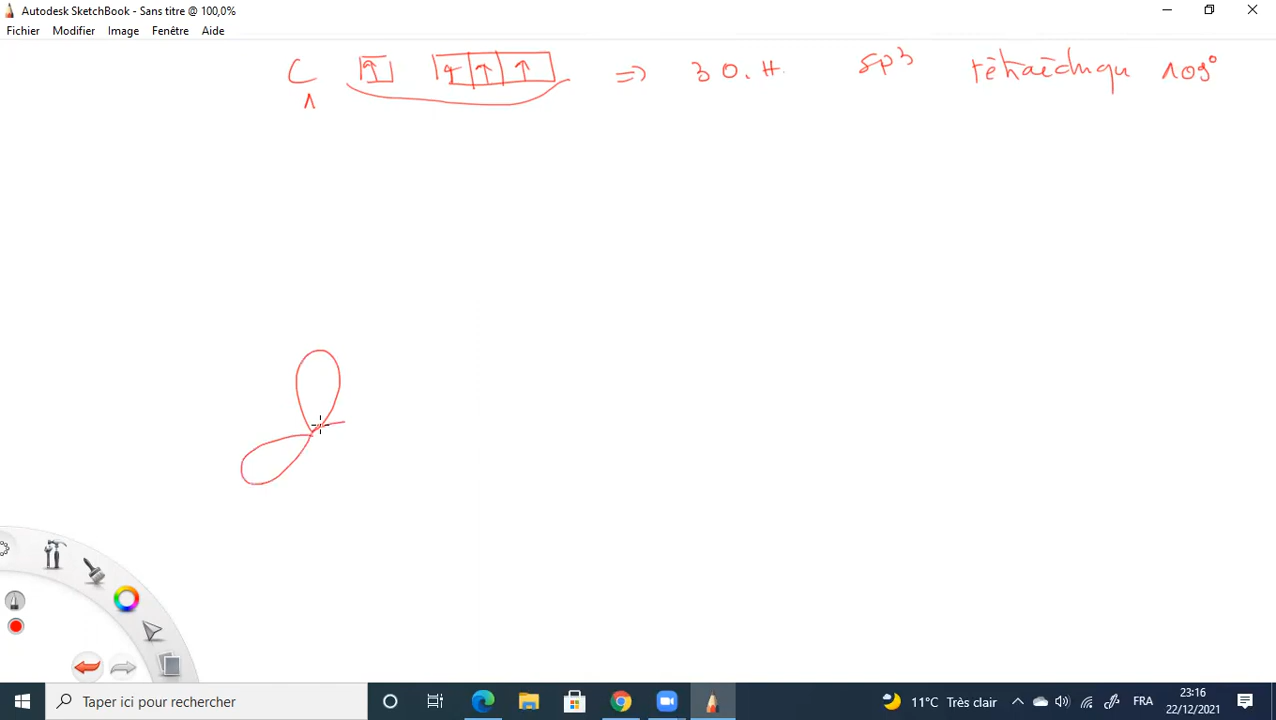 Autodesk SketchBook - Sans titre @ 100,0%
Fichier Modifier Image Fenêtre Aide
C ↑ ↑ ↑ ↑ => 3 O.H. sp3 tétraédrique 109°
1
Taper ici pour rechercher
11°C Très clair
FRA
23:16
22/12/2021